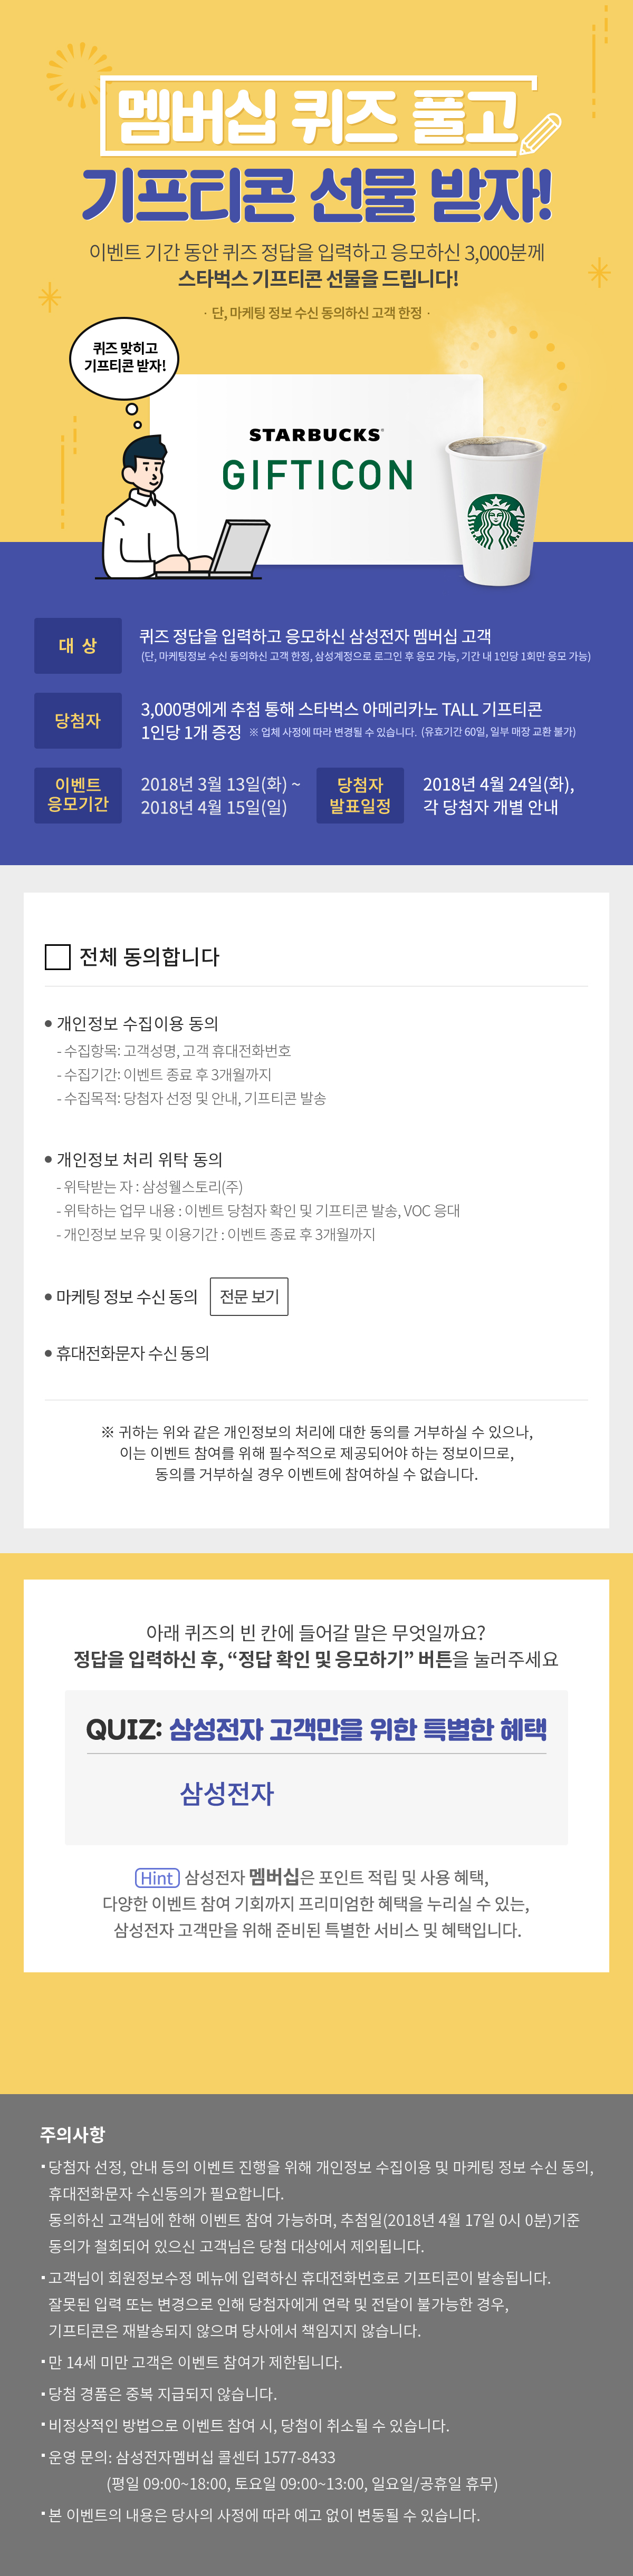 멤버십 퀴즈 풀고
기프티콘 선물 받자!
이벤트 기간 동안 퀴즈 정답을 입력하고 응모하신 3,000분께
스타벅스 기프티콘 선물을 드립니다!
· 단, 마케팅 정보 수신 동의하신 고객 한정 ·
퀴즈 맞히고
기프티콘 받자!
STARBUCKS®
GIFTICON
대 상
퀴즈 정답을 입력하고 응모하신 삼성전자 멤버십 고객
(단, 마케팅정보 수신 동의하신 고객 한정, 삼성계정으로 로그인 후 응모 가능, 기간 내 1인당 1회만 응모 가능)
당첨자
3,000명에게 추첨 통해 스타벅스 아메리카노 TALL 기프티콘
1인당 1개 증정 ※ 업체 사정에 따라 변경될 수 있습니다. (유효기간 60일, 일부 매장 교환 불가)
이벤트
응모기간
2018년 3월 13일(화) ~
2018년 4월 15일(일)
당첨자
발표일정
2018년 4월 24일(화),
각 당첨자 개별 안내
전체 동의합니다
• 개인정보 수집이용 동의
- 수집항목: 고객성명, 고객 휴대전화번호
- 수집기간: 이벤트 종료 후 3개월까지
- 수집목적: 당첨자 선정 및 안내, 기프티콘 발송
• 개인정보 처리 위탁 동의
- 위탁받는 자 : 삼성웰스토리(주)
- 위탁하는 업무 내용 : 이벤트 당첨자 확인 및 기프티콘 발송, VOC 응대
- 개인정보 보유 및 이용기간 : 이벤트 종료 후 3개월까지
• 마케팅 정보 수신 동의 전문 보기
• 휴대전화문자 수신 동의
※ 귀하는 위와 같은 개인정보의 처리에 대한 동의를 거부하실 수 있으나,
이는 이벤트 참여를 위해 필수적으로 제공되어야 하는 정보이므로,
동의를 거부하실 경우 이벤트에 참여하실 수 없습니다.
아래 퀴즈의 빈 칸에 들어갈 말은 무엇일까요?
정답을 입력하신 후, “정답 확인 및 응모하기” 버튼을 눌러주세요
QUIZ: 삼성전자 고객만을 위한 특별한 혜택
삼성전자
Hint 삼성전자 멤버십은 포인트 적립 및 사용 혜택,
다양한 이벤트 참여 기회까지 프리미엄한 혜택을 누리실 수 있는,
삼성전자 고객만을 위해 준비된 특별한 서비스 및 혜택입니다.
주의사항
· 당첨자 선정, 안내 등의 이벤트 진행을 위해 개인정보 수집이용 및 마케팅 정보 수신 동의,
휴대전화문자 수신동의가 필요합니다.
동의하신 고객님에 한해 이벤트 참여 가능하며, 추첨일(2018년 4월 17일 0시 0분)기준
동의가 철회되어 있으신 고객님은 당첨 대상에서 제외됩니다.
· 고객님이 회원정보수정 메뉴에 입력하신 휴대전화번호로 기프티콘이 발송됩니다.
잘못된 입력 또는 변경으로 인해 당첨자에게 연락 및 전달이 불가능한 경우,
기프티콘은 재발송되지 않으며 당사에서 책임지지 않습니다.
· 만 14세 미만 고객은 이벤트 참여가 제한됩니다.
· 당첨 경품은 중복 지급되지 않습니다.
· 비정상적인 방법으로 이벤트 참여 시, 당첨이 취소될 수 있습니다.
· 운영 문의: 삼성전자멤버십 콜센터 1577-8433
(평일 09:00~18:00, 토요일 09:00~13:00, 일요일/공휴일 휴무)
· 본 이벤트의 내용은 당사의 사정에 따라 예고 없이 변동될 수 있습니다.